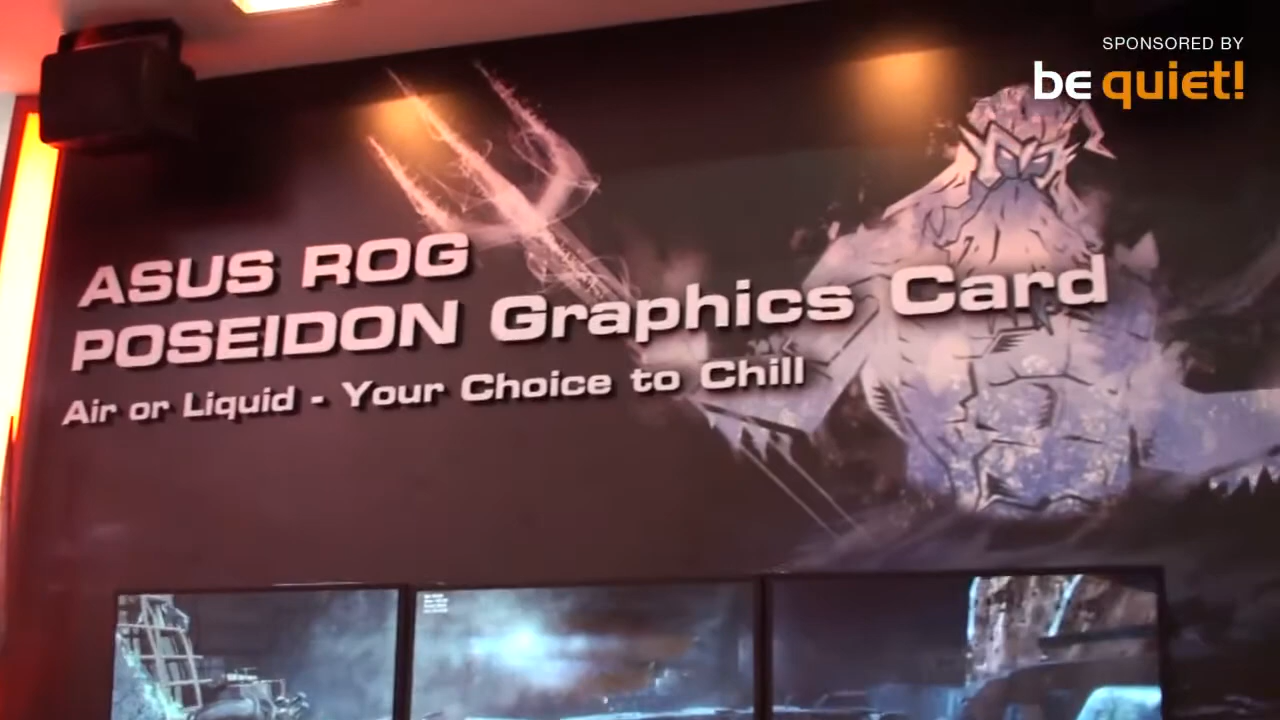 SPONSORED BY
be quiet!
ASUS ROG
POSEIDON Graphics Card
Air or Liquid - Your Choice to Chill